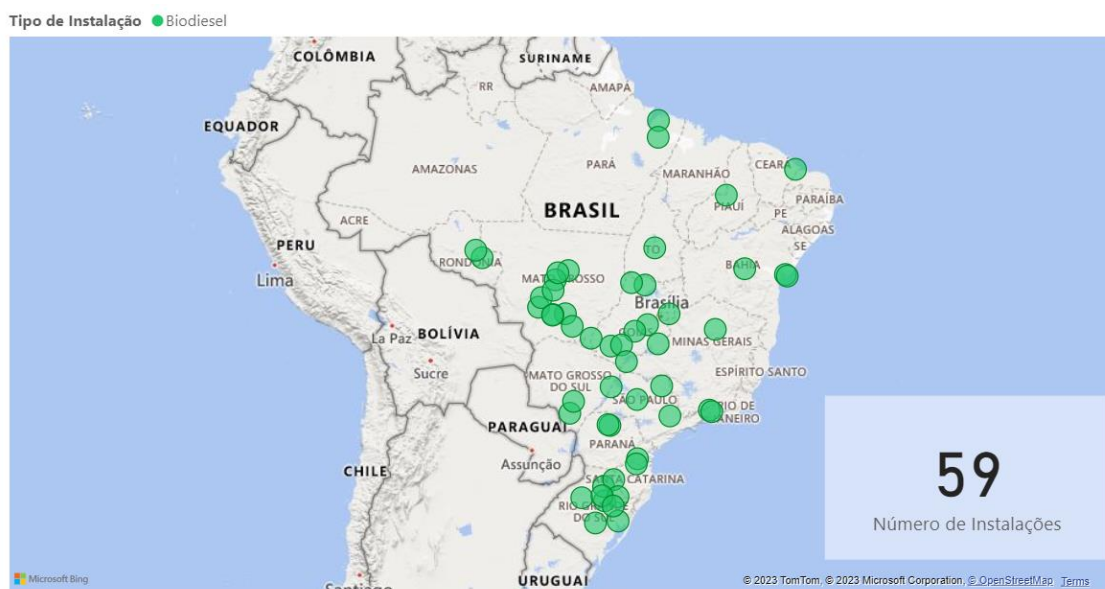 Tipo de Instalação Biodiesel
COLÔMBIA
SURINAME
RR
AMAPÁ
EQUADOR
AMAZONAS
PARÁ
MARANHÃO
CEARÁ
PIAUÍ
PARAÍBA
PE
ALAGOAS
SE
BRASIL
ACRE
PERU
Lima
RONDÔNIA
TO
MATO GROSSO
BAHIA
Brasília
La Paz
BOLÍVIA
Sucre
GOIÁS
MINAS GERAIS
MATO GROSSO
DO SUL
ESPÍRITO SANTO
SÃO PAULO
RIO DE
JANEIRO
PARAGUAI
PARANÁ
Assunção
CHILE
SANTA CATARINA
RIO GRANDE
DO SUL
59
Número de Instalações
URUGUAI
Santiago
Microsoft Bing
© 2023 TomTom, © 2023 Microsoft Corporation, © OpenStreetMap Terms